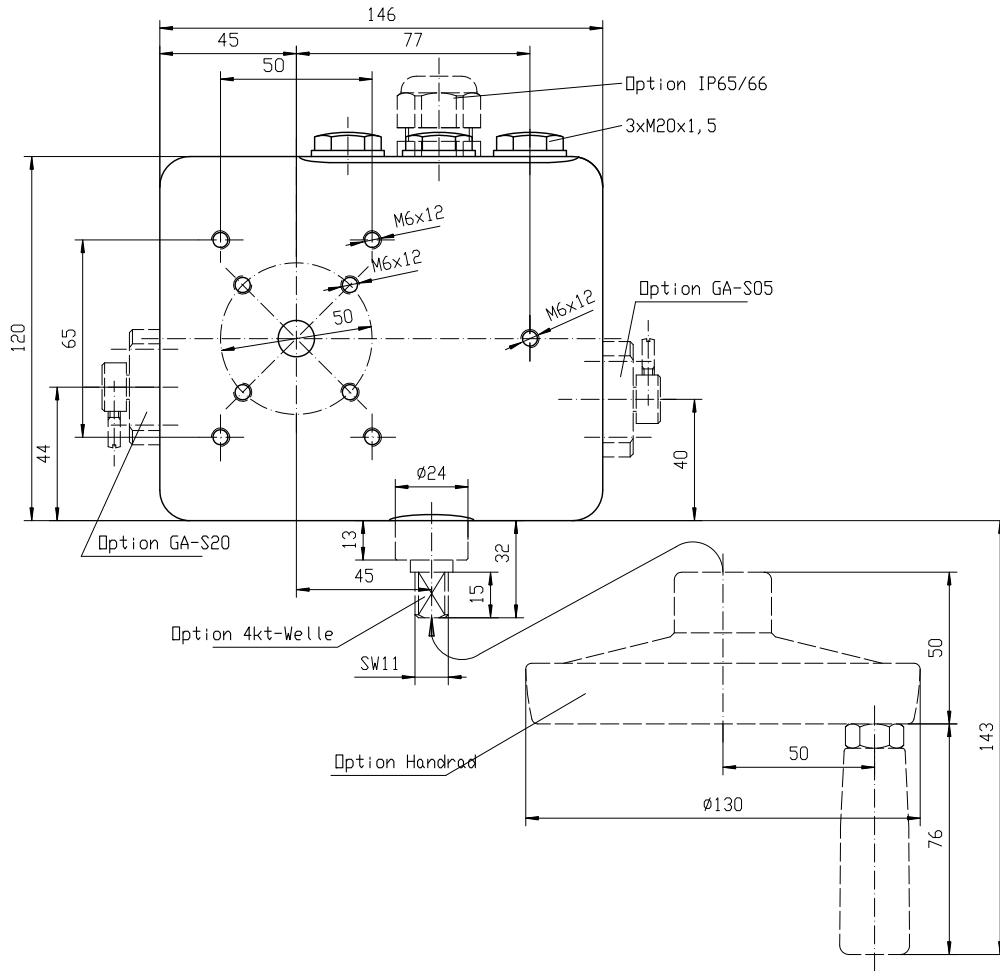 146
45
77
50
Option IP65/66
3xM20x1,5
M6x12
M6x12
Option GA-S05
M6x12
50
120
65
44
40
Ø24
Option GA-S20
13
32
45
15
Option 4kt-Welle
SW11
50
143
Option Handrad
50
Ø130
76